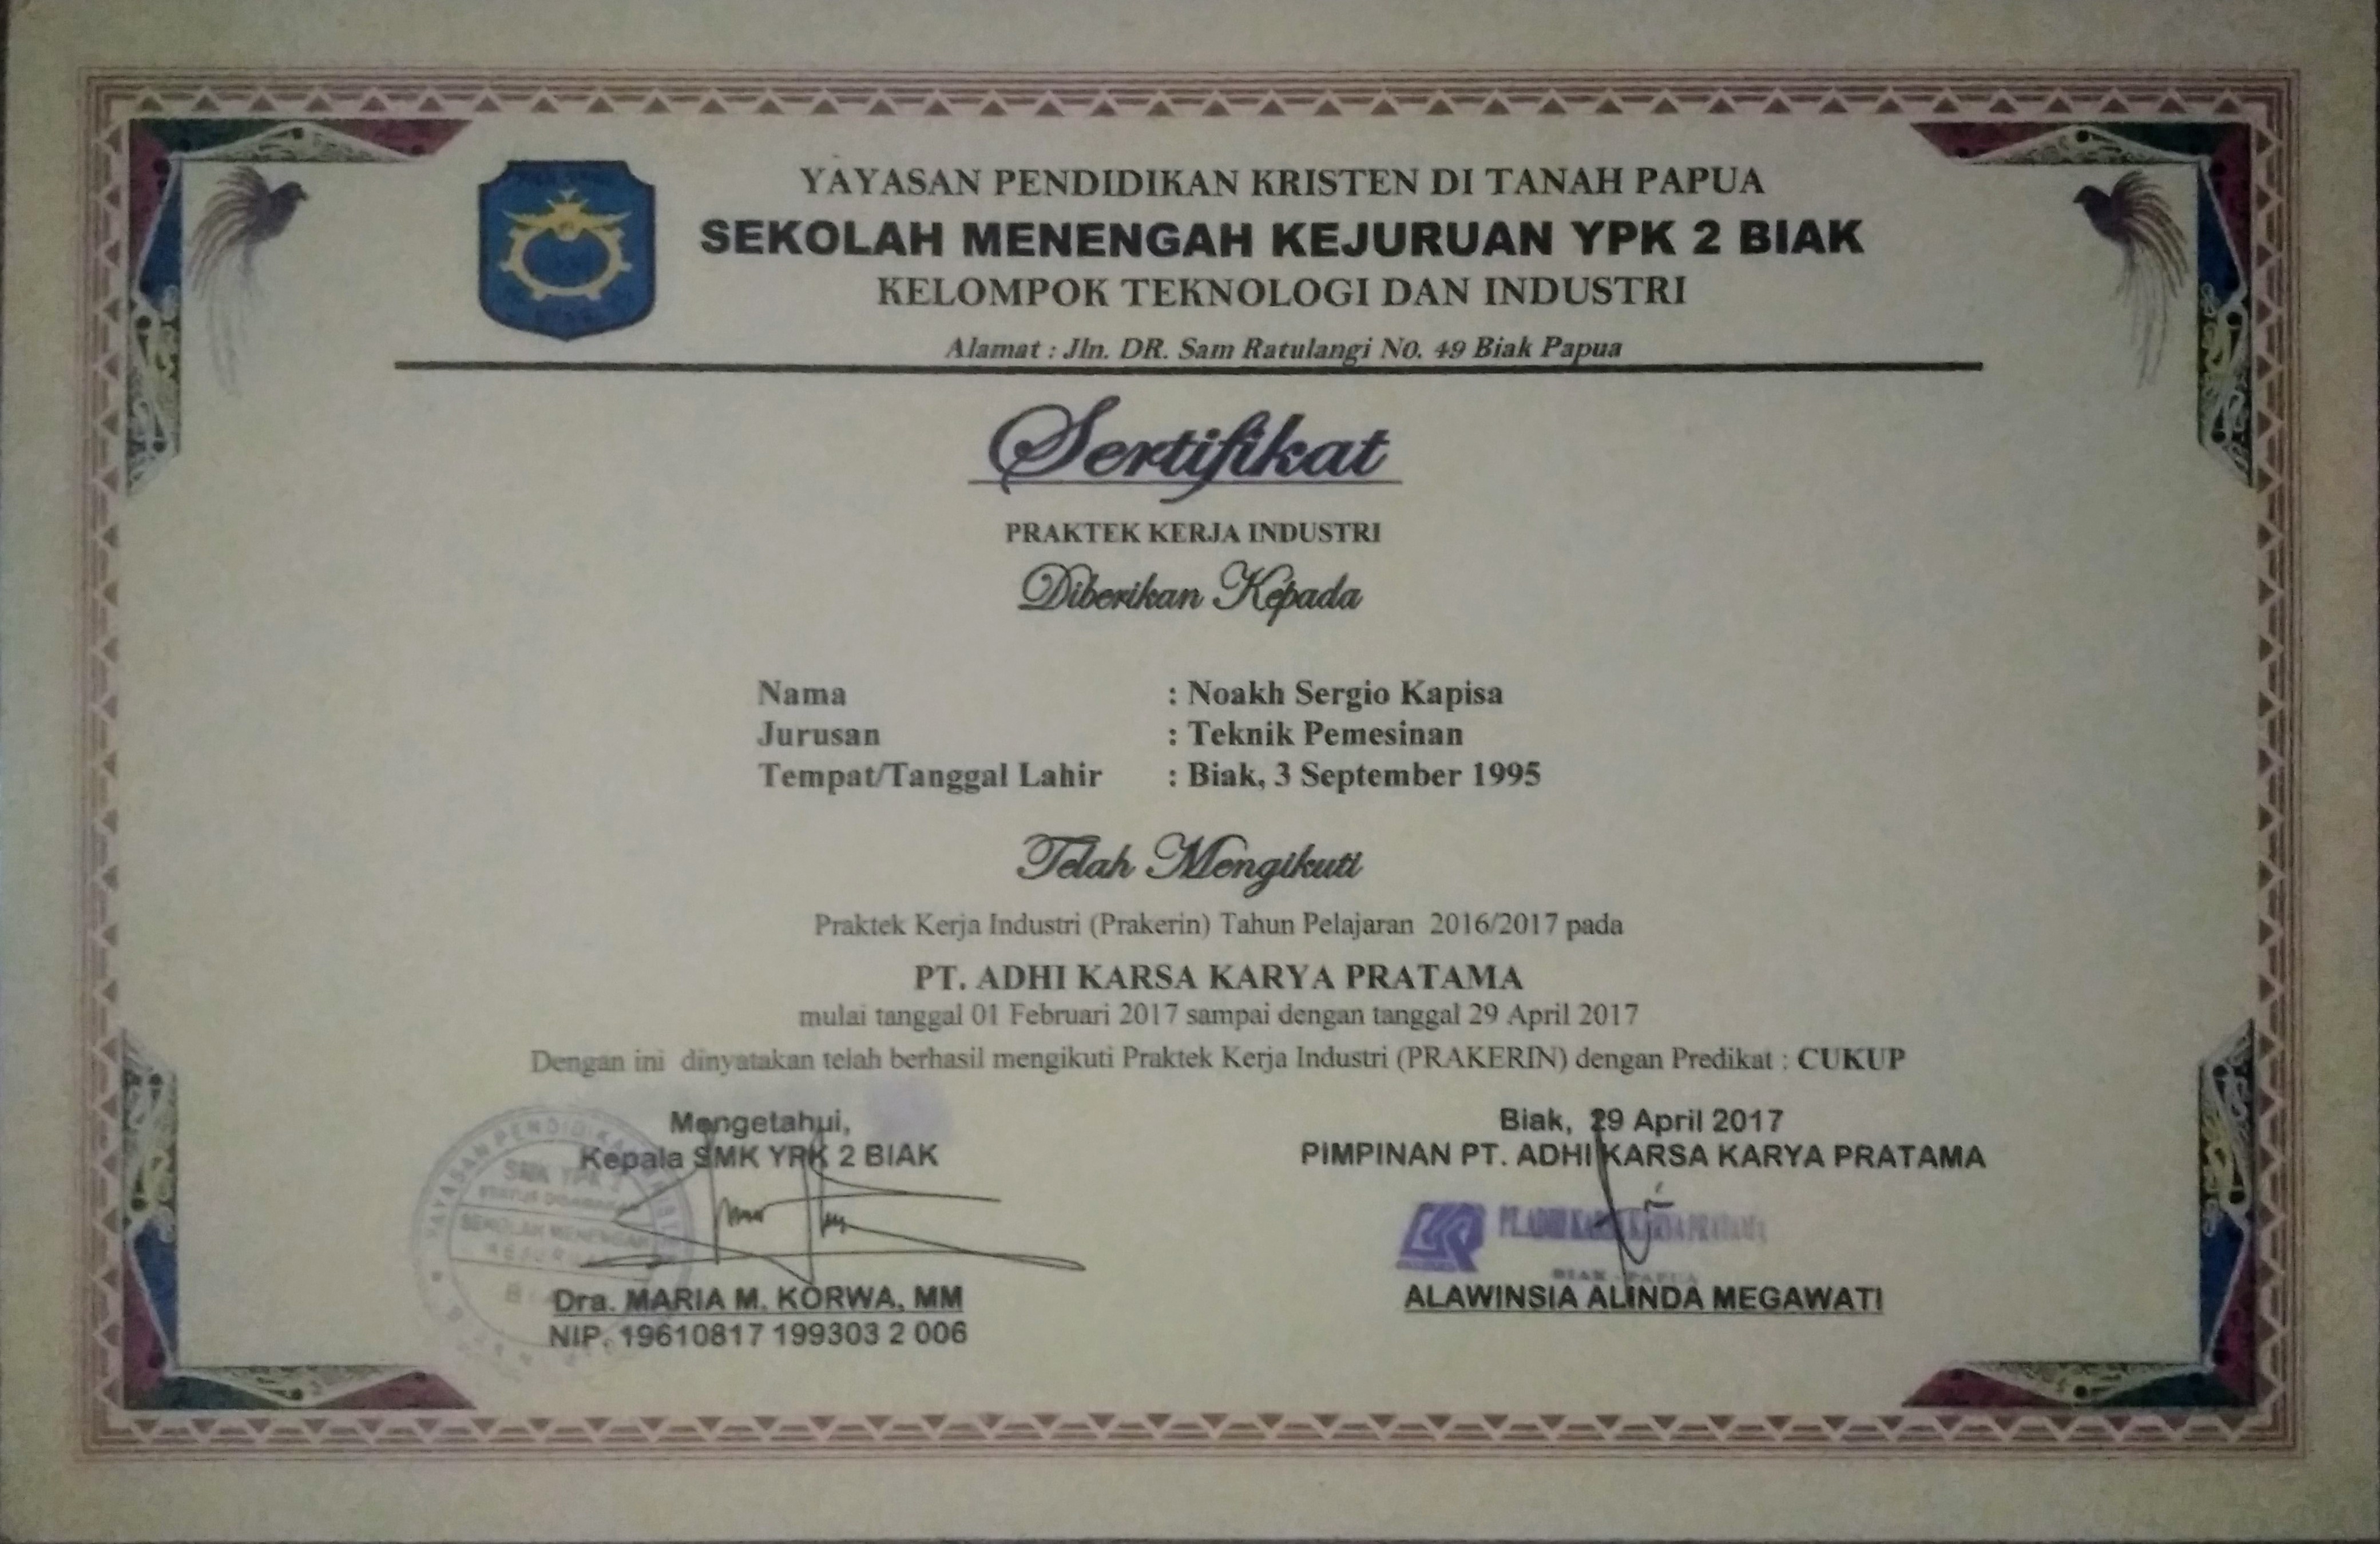 YAYASAN PENDIDIKAN KRISTEN DI TANAH PAPUA
SEKOLAH MENENGAH KEJURUAN YPK 2 BIAK
KELOMPOK TEKNOLOGI DAN INDUSTRI
Alamat : Jln. DR. Sam Ratulangi No. 49 Biak Papua
Sertifikat
PRAKTEK KERJA INDUSTRI
Diberikan Kepada
Nama : Noakh Sergio Kapisa
Jurusan : Teknik Pemesinan
Tempat/Tanggal Lahir : Biak, 3 September 1995
Telah Mengikuti
Praktek Kerja Industri (Prakerin) Tahun Pelajaran 2016/2017 pada
PT. ADHI KARSA KARYA PRATAMA
mulai tanggal 01 Februari 2017 sampai dengan tanggal 29 April 2017
Dengan ini dinyatakan telah berhasil mengikuti Praktek Kerja Industri (PRAKERIN) dengan Predikat : CUKUP
Mengetahui,
Kepala SMK YPK 2 BIAK
YAYASAN PENDIDIKAN
SMK YPK 2
SEKOLAH MENENGAH
KEJURUAN
Dra. MARIA M. KORWA, MM
NIP. 19610817 199303 2 006
Biak, 29 April 2017
PIMPINAN PT. ADHI KARSA KARYA PRATAMA
PT. ADHI KARSA KARYA PRATAMA
BIAK - PAPUA
ALAWINSIA ALINDA MEGAWATI